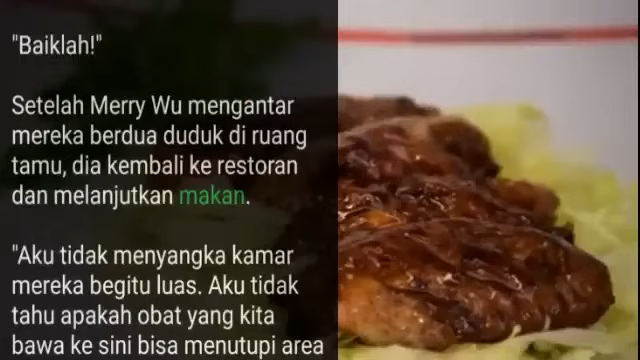 "Baiklah!"
Setelah Merry Wu mengantar
mereka berdua duduk di ruang
tamu, dia kembali ke restoran
dan melanjutkan makan.
"Aku tidak menyangka kamar
mereka begitu luas. Aku tidak
tahu apakah obat yang kita
bawa ke sini bisa menutupi area